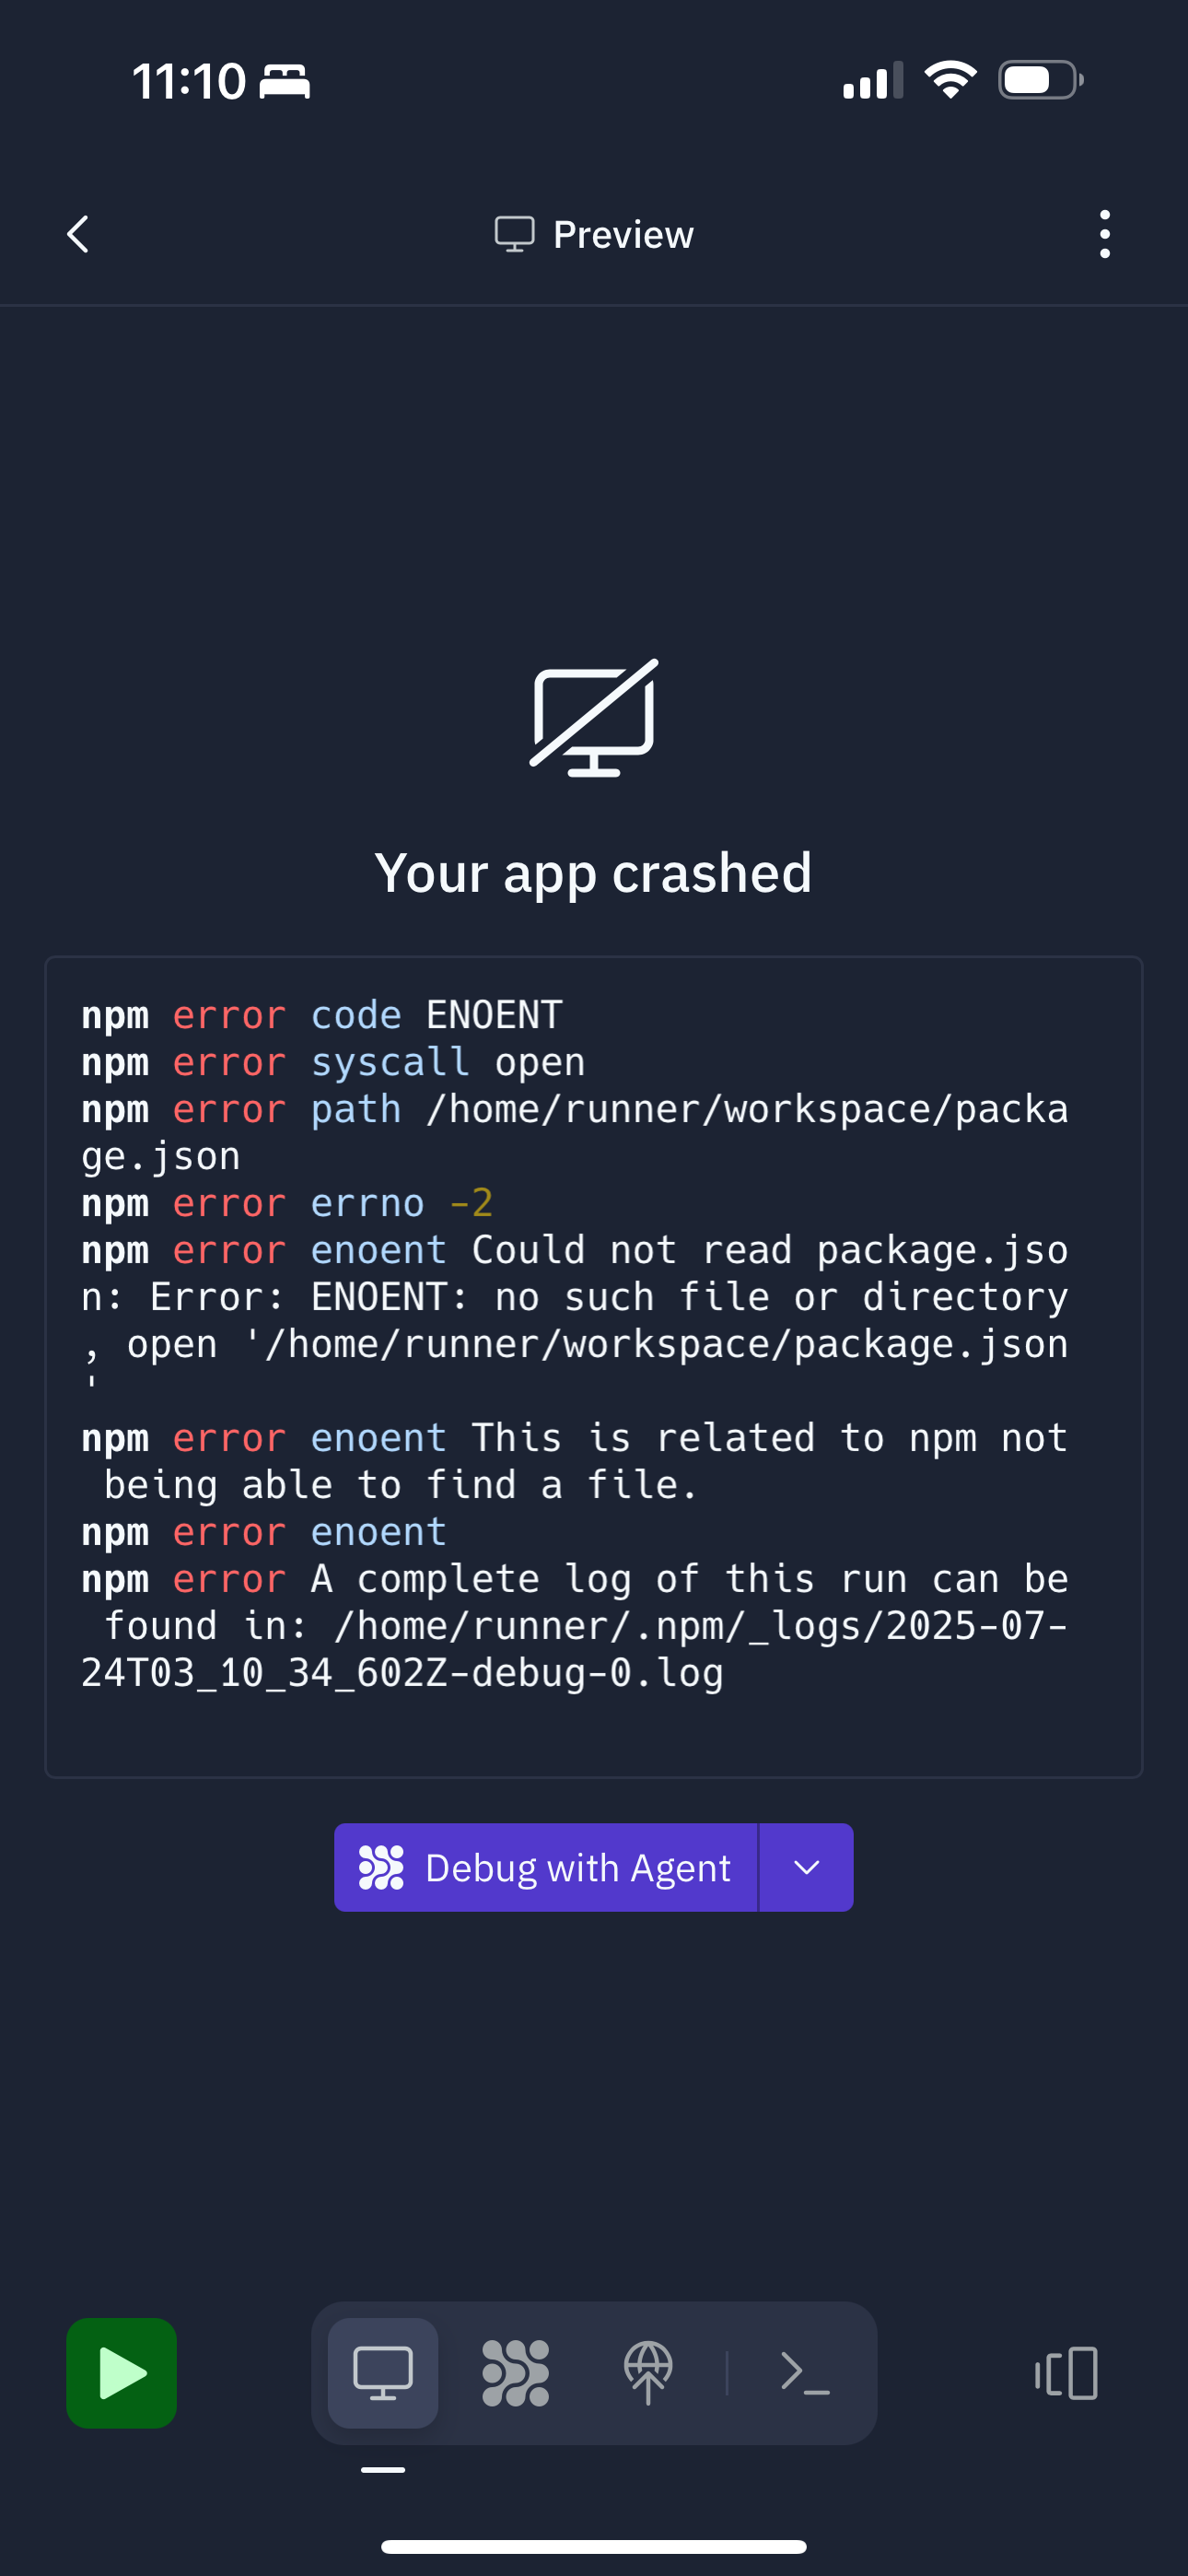 11:10
Preview
Your app crashed
npm error code ENOENT
npm error syscall open
npm error path /home/runner/workspace/packa
ge.json
npm error errno -2
npm error enoent Could not read package.jso
n: Error: ENOENT: no such file or directory
, open '/home/runner/workspace/package.json
'
npm error enoent This is related to npm not
 being able to find a file.
npm error enoent
npm error A complete log of this run can be
 found in: /home/runner/.npm/_logs/2025-07-
24T03_10_34_602Z-debug-0.log
Debug with Agent